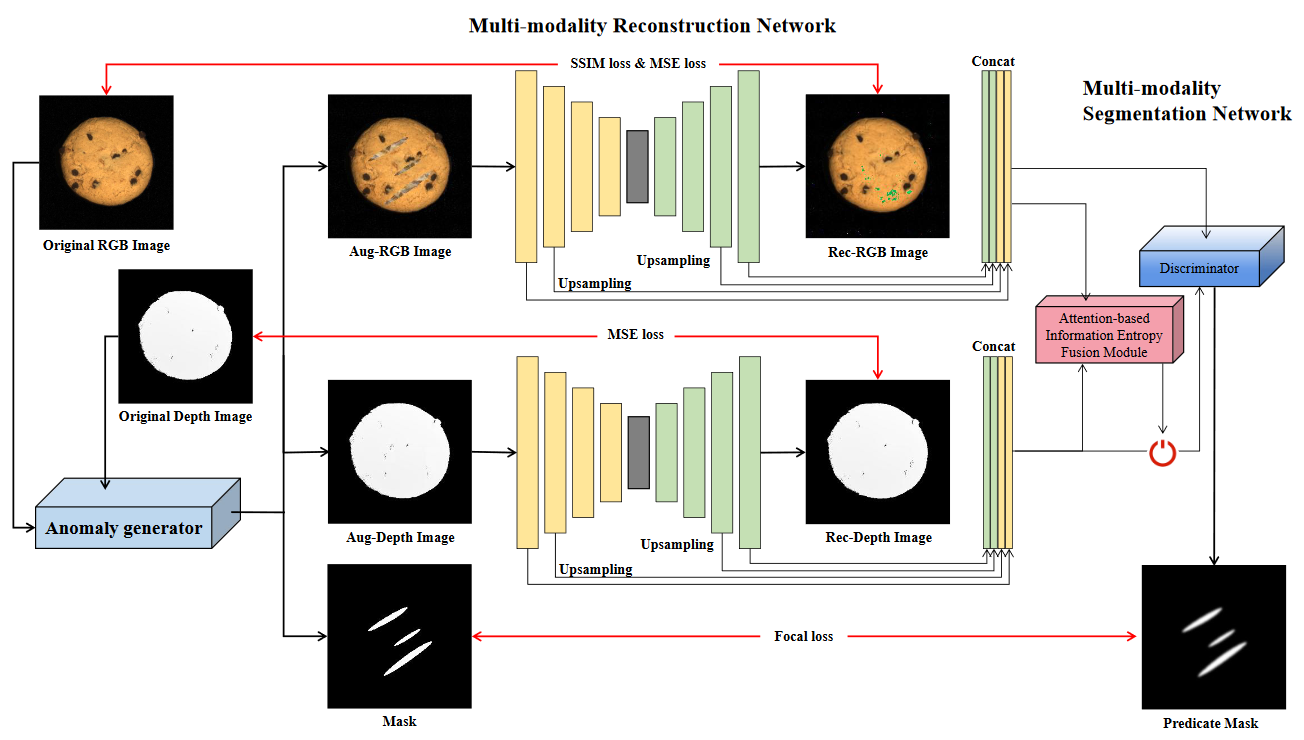 Multi-modality Reconstruction Network
SSIM loss & MSE loss
Concat
Multi-modality
Segmentation Network
Original RGB Image
Aug-RGB Image
Upsampling
Upsampling
Rec-RGB Image
Discriminator
Attention-based
Information Entropy
Fusion Module
MSE loss
Concat
Original Depth Image
Anomaly generator
Aug-Depth Image
Upsampling
Upsampling
Rec-Depth Image
Focal loss
Mask
Predicate Mask